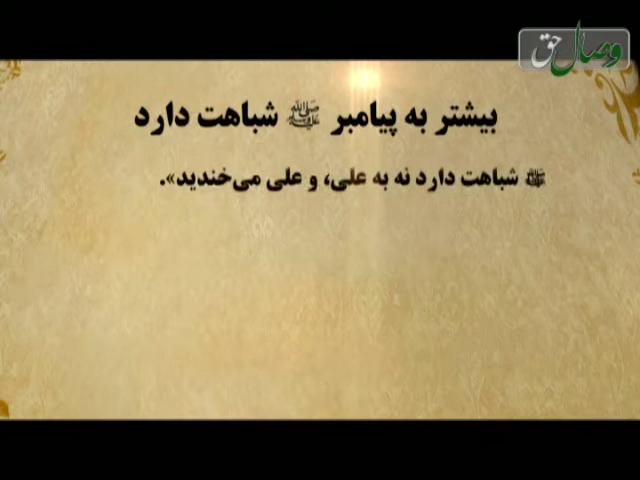 وصال حق
بیشتر به پیامبر ﷺ شباهت دارد
ﷺ شباهت دارد نه به علی، و علی می‌خندید».